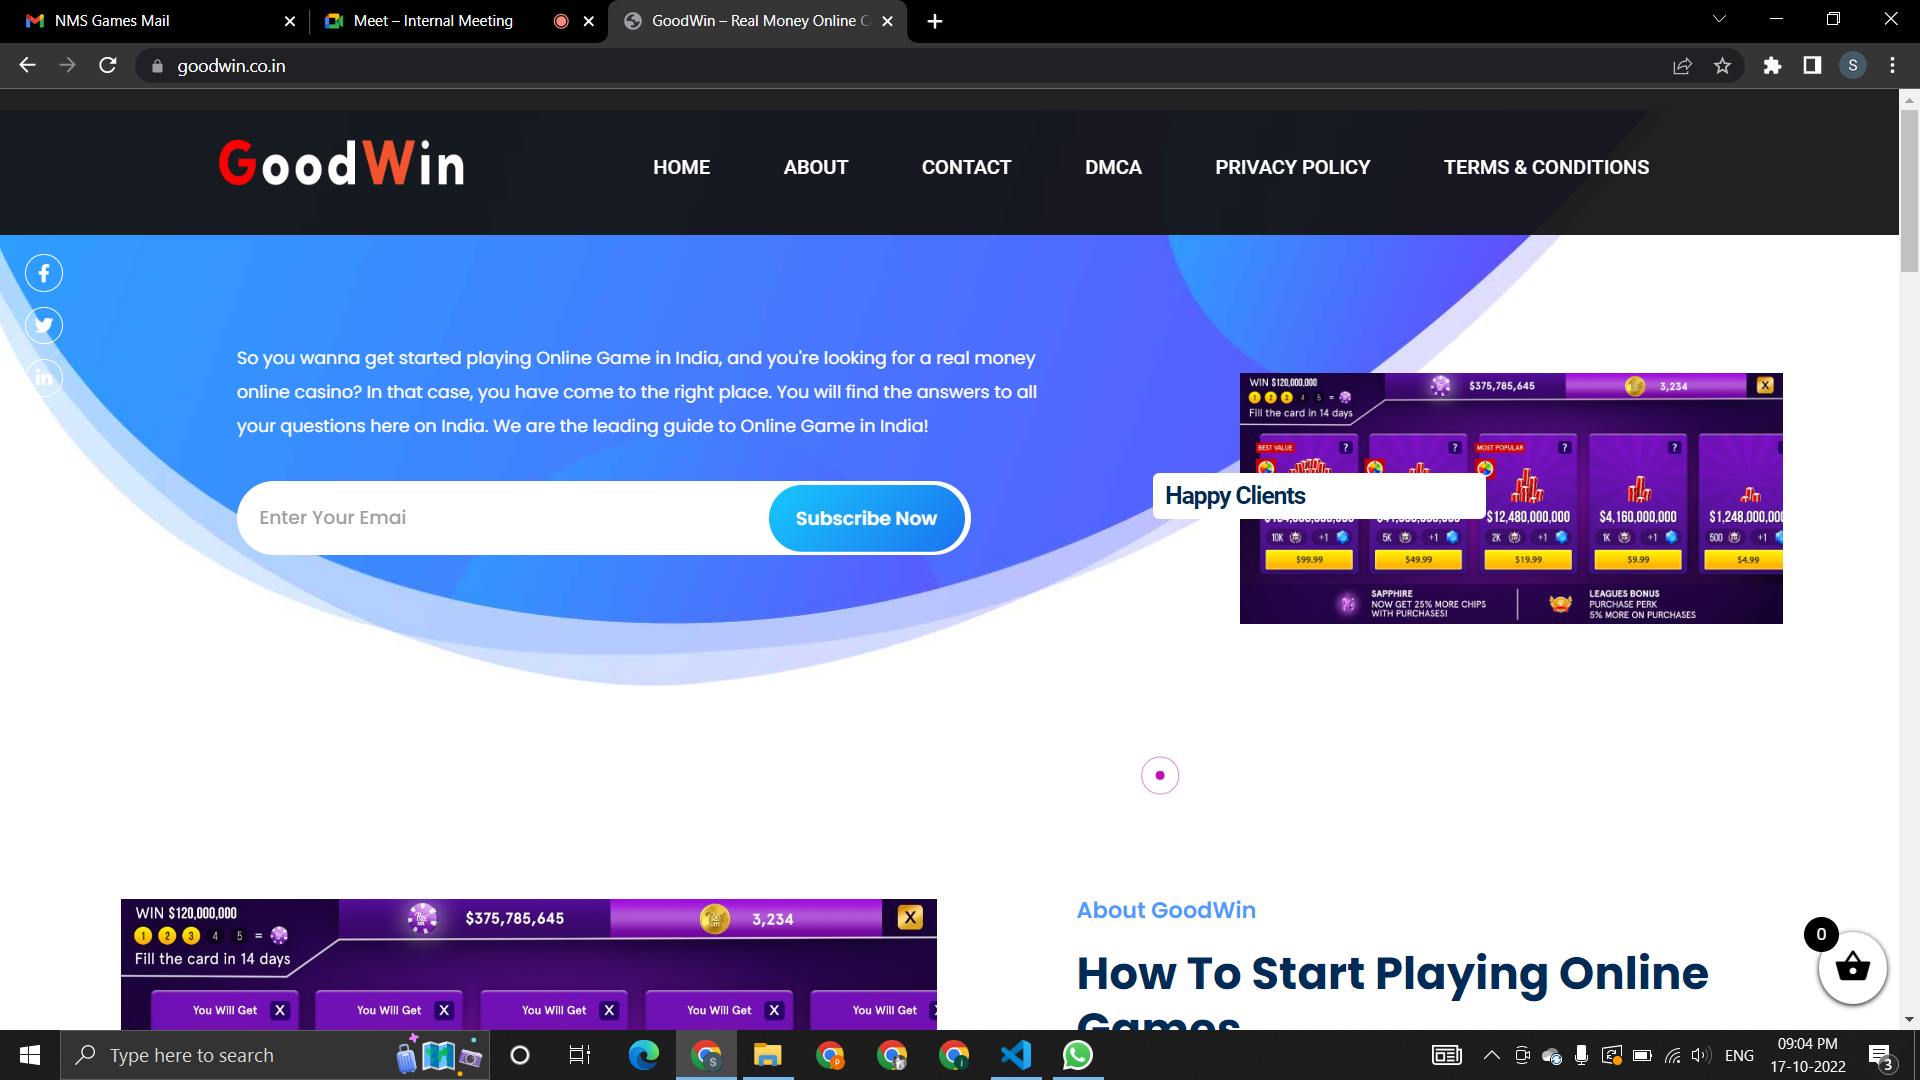 NMS Games Mail
Meet – Internal Meeting
GoodWin – Real Money Online C
goodwin.co.in
S
GoodWin
HOME
ABOUT
CONTACT
DMCA
PRIVACY POLICY
TERMS & CONDITIONS
So you wanna get started playing Online Game in India, and you're looking for a real money
online casino? In that case, you have come to the right place. You will find the answers to all
your questions here on India. We are the leading guide to Online Game in India!
Enter Your Emai
Subscribe Now
WIN $120,000,000
1 2 3 4 5 =
Fill the card in 14 days
$375,785,645
3,234
X
BEST VALUE
?
?
MOST POPULAR
?
?
Happy Clients
$12,480,000,000
$4,160,000,000
$1,248,000,000
10K +1
5K +1
2K +1
1K +1
500 +1
$99.99
$49.99
$19.99
$9.99
$4.99
SAPPHIRE
NOW GET 25% MORE CHIPS
WITH PURCHASES!
LEAGUES BONUS
PURCHASE PERK
5% MORE ON PURCHASES
WIN $120,000,000
1 2 3 4 5 =
Fill the card in 14 days
$375,785,645
3,234
X
You Will Get X
You Will Get X
You Will Get X
You Will Get X
You Will Get
About GoodWin
How To Start Playing Online
Games
0
Type here to search
ENG
09:04 PM
17-10-2022
3